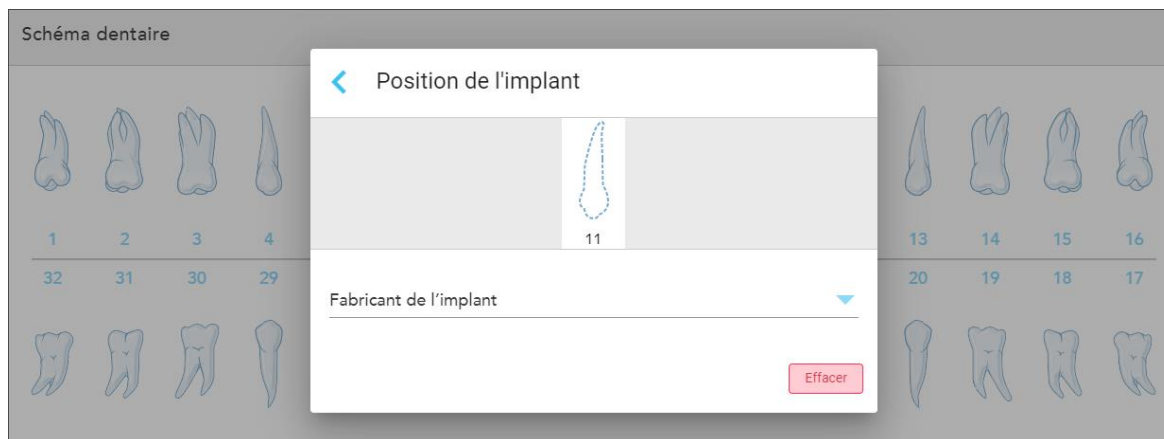 Schéma dentaire
Position de l'implant
11
1 2 3 4 13 14 15 16
32 31 30 29 20 19 18 17
Fabricant de l’implant
Effacer